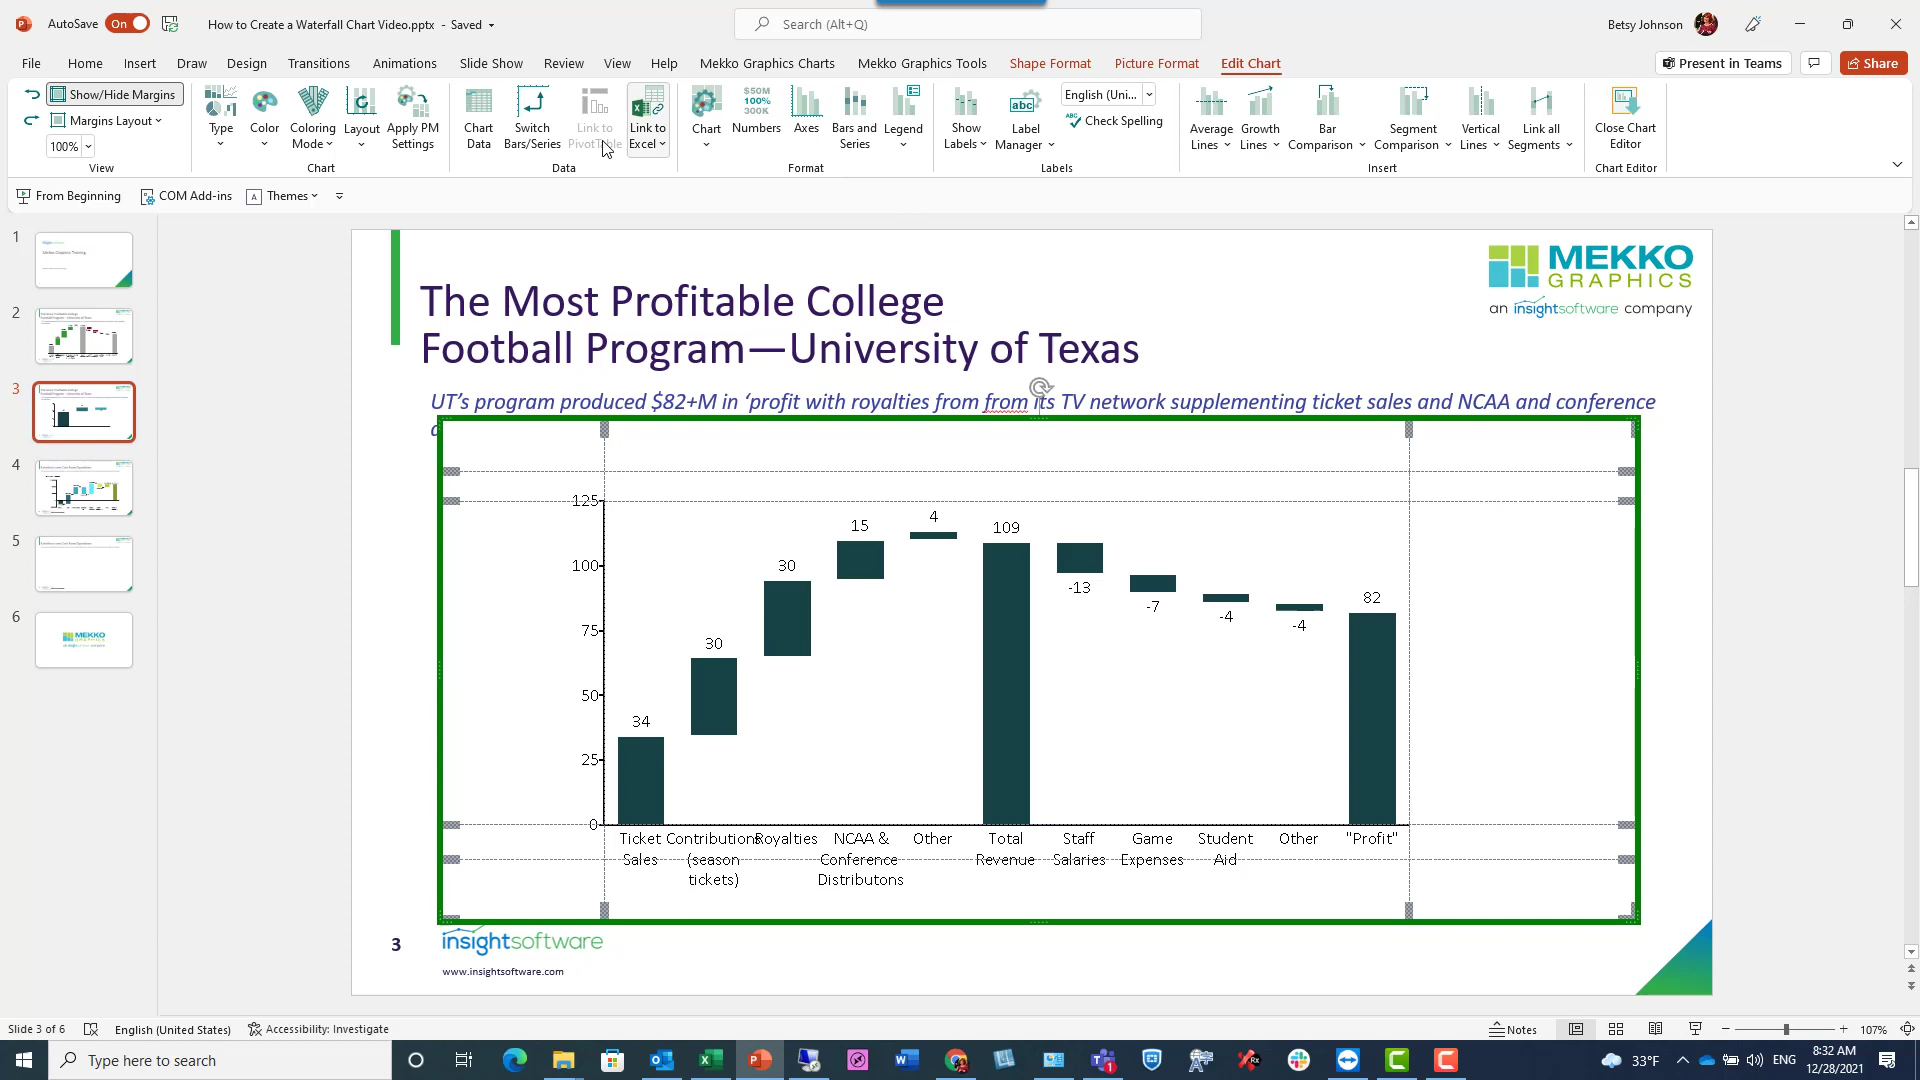 AutoSave On How to Create a Waterfall Chart Video.pptx - Saved Search (Alt+Q) Betsy Johnson
File Home Insert Draw Design Transitions Animations Slide Show Review View Help Mekko Graphics Charts Mekko Graphics Tools Shape Format Picture Format Edit Chart Present in Teams Share
Show/Hide Margins
Margins Layout
100%
View
Type Color Coloring Mode Layout Apply PM Settings
Chart
Chart Data Switch Bars/Series Link to PivotTable Link to Excel
Data
Chart Numbers Axes Bars and Series Legend
Format
Show Labels Label Manager English (Uni... Check Spelling
Labels
Average Lines Growth Lines Bar Comparison Segment Comparison Vertical Lines Link all Segments
Insert
Close Chart Editor
Chart Editor
From Beginning COM Add-ins Themes
1
2
3
4
5
6
MEKKO
GRAPHICS
an insightsoftware company
The Most Profitable College
Football Program—University of Texas
UT's program produced $82+M in ‘profit with royalties from from its TV network supplementing ticket sales and NCAA and conference
125
100
75
50
25
0
34
30
30
15
4
109
-13
-7
-4
-4
82
Ticket Sales
Contributions (season tickets)
Royalties
NCAA & Conference Distributons
Other
Total Revenue
Staff Salaries
Game Expenses
Student Aid
Other
"Profit"
3
insightsoftware
www.insightsoftware.com
Slide 3 of 6 English (United States) Accessibility: Investigate Notes 107%
Type here to search 33°F ENG 8:32 AM
12/28/2021